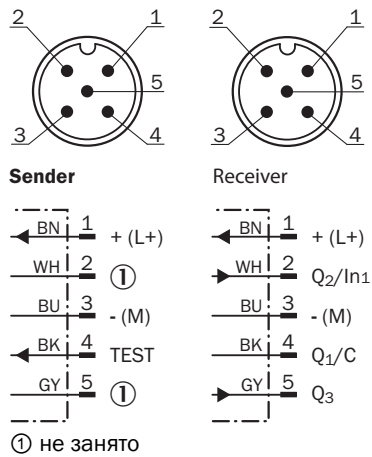 2 1 2 1
5 5
3 4 3 4
Sender Receiver
BN 1 + (L+) BN 1 + (L+)
WH 2 ① WH 2 Q2/In1
BU 3 - (M) BU 3 - (M)
BK 4 TEST BK 4 Q1/C
GY 5 ① GY 5 Q3
① не занято